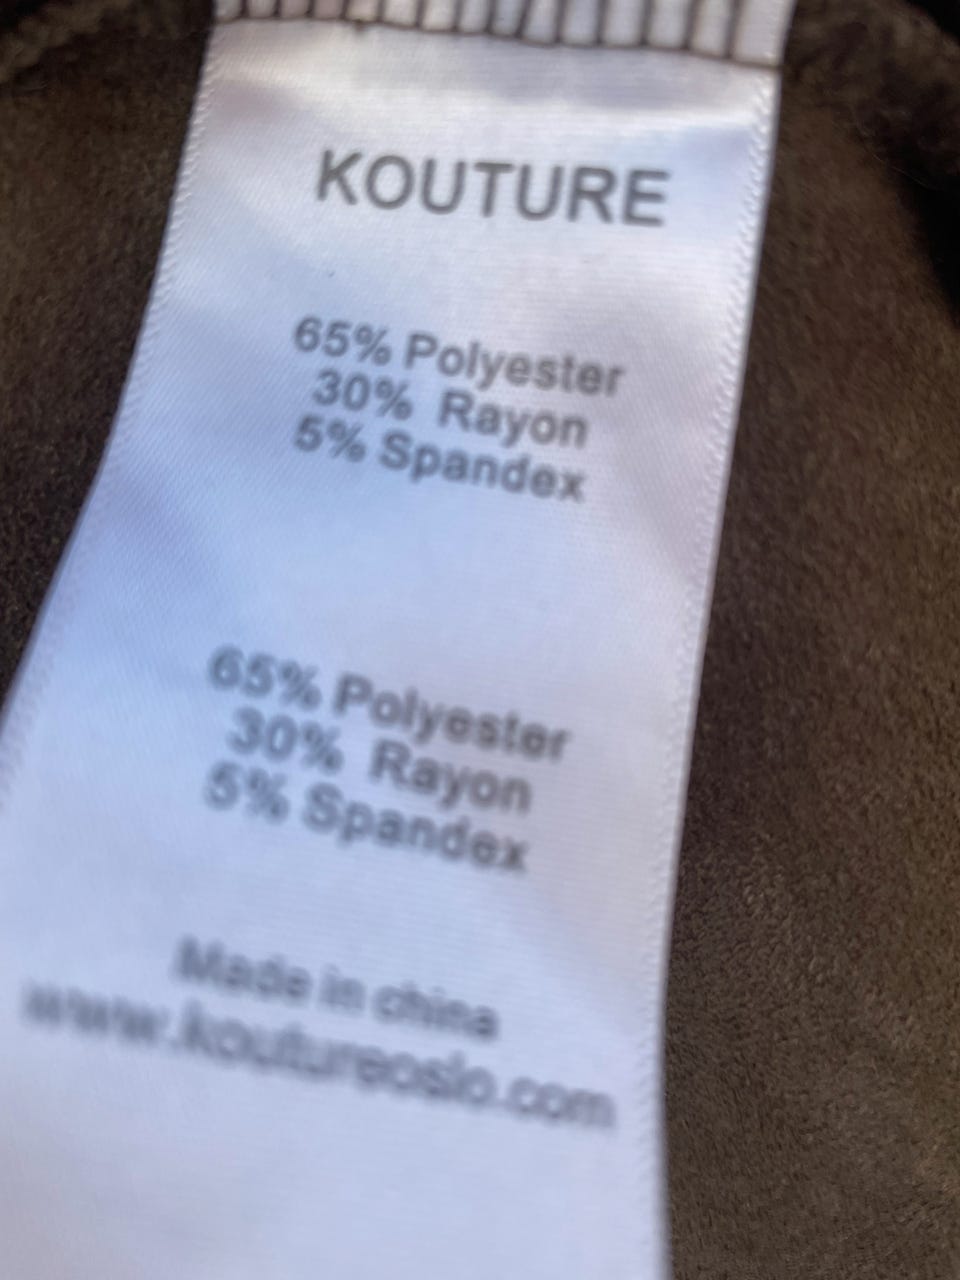 KOUTURE
65% Polyester
30% Rayon
5% Spandex
65% Polyester
30% Rayon
5% Spandex
Made in china
www.koutureoslo.com